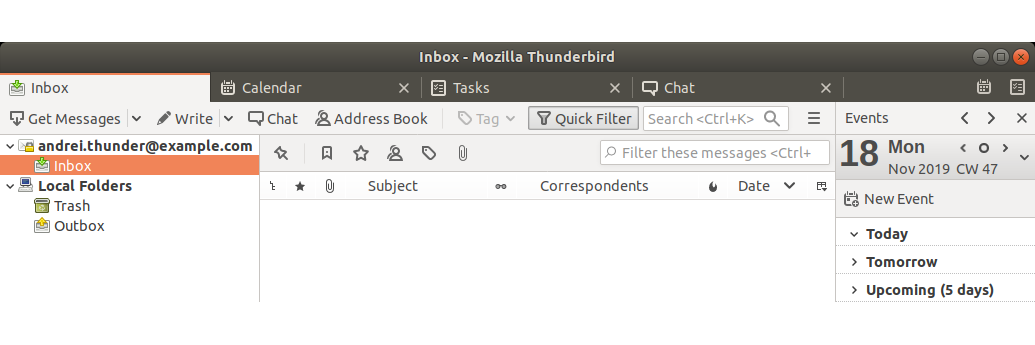 Inbox - Mozilla Thunderbird
Inbox Calendar Tasks Chat
Get Messages Write Chat Address Book Tag Quick Filter Search <Ctrl+K> Events
andrei.thunder@example.com
Inbox
Local Folders
Trash
Outbox
Filter these messages <Ctrl+
Subject Correspondents Date
18 Mon
Nov 2019 CW 47
New Event
Today
Tomorrow
Upcoming (5 days)